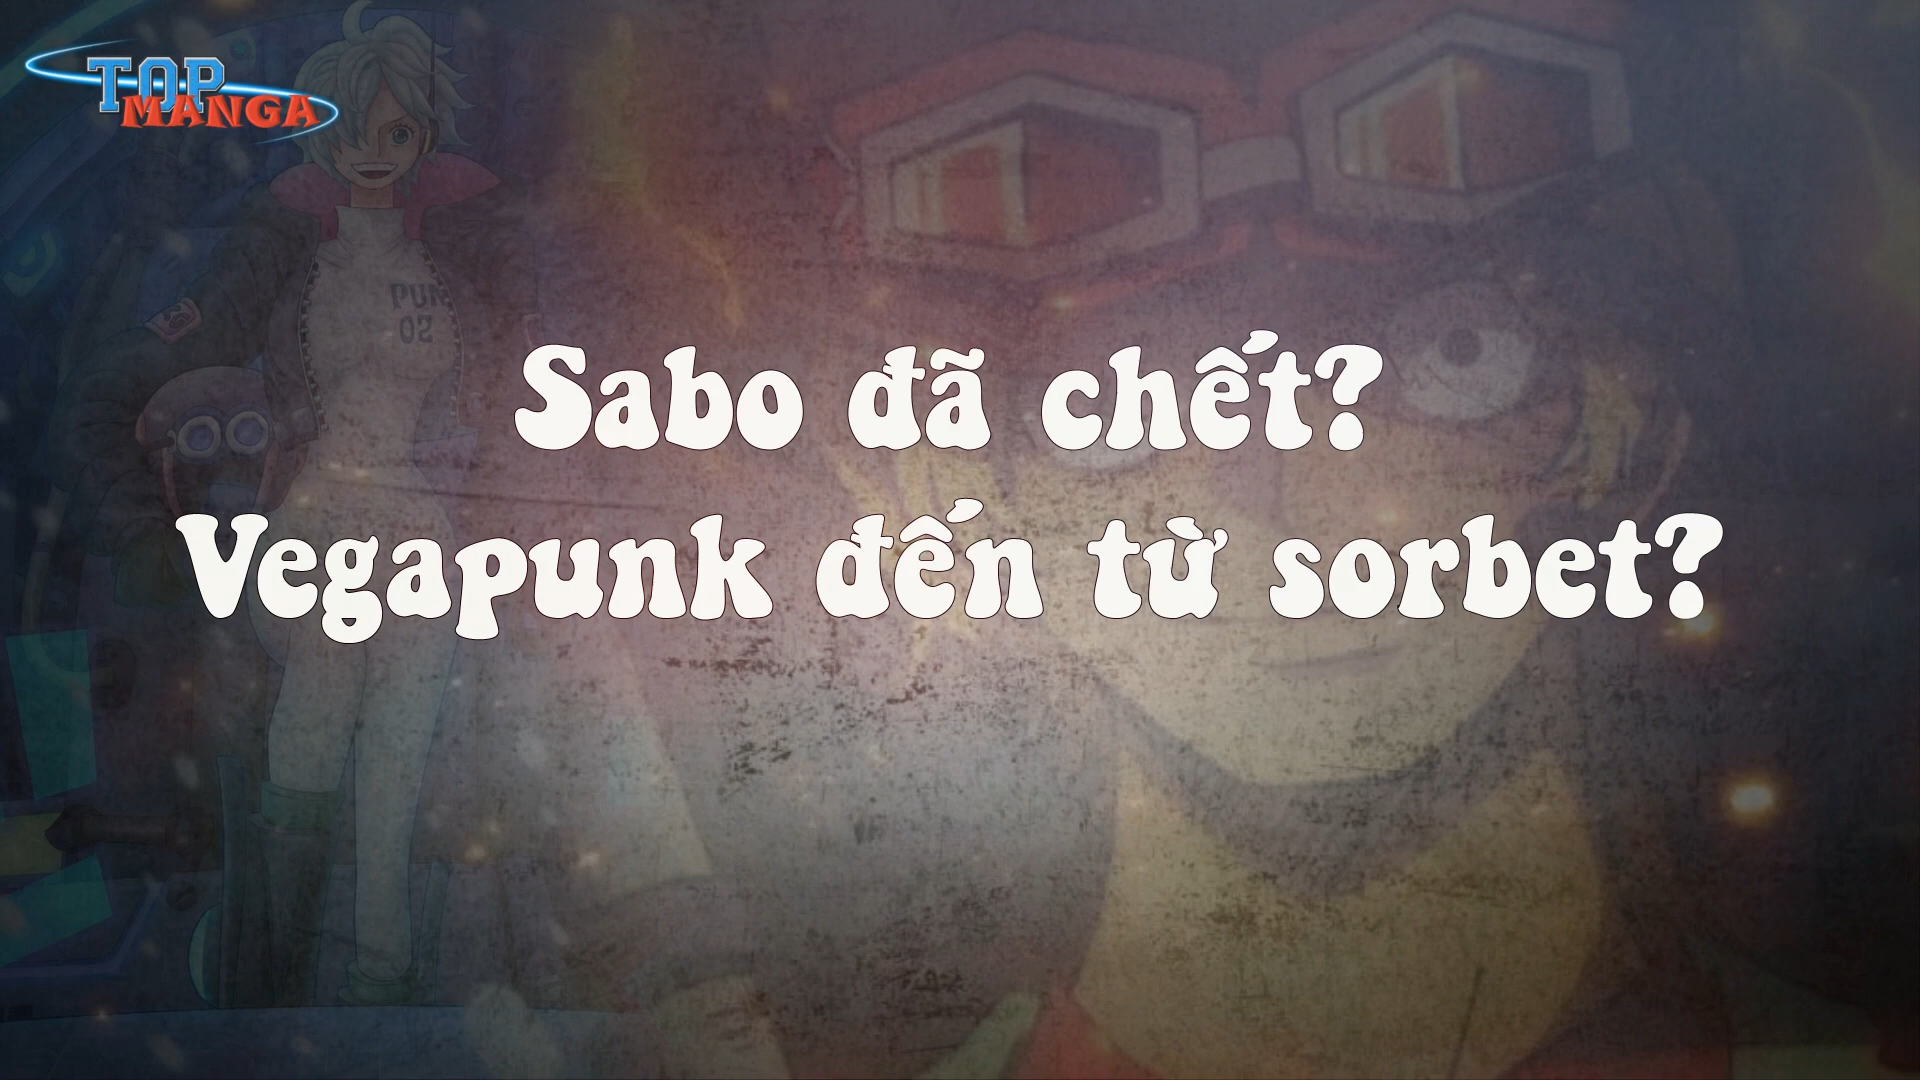 TOP
MANGA
PUN
02
Sabo đã chết?
Vegapunk đến từ sorbet?